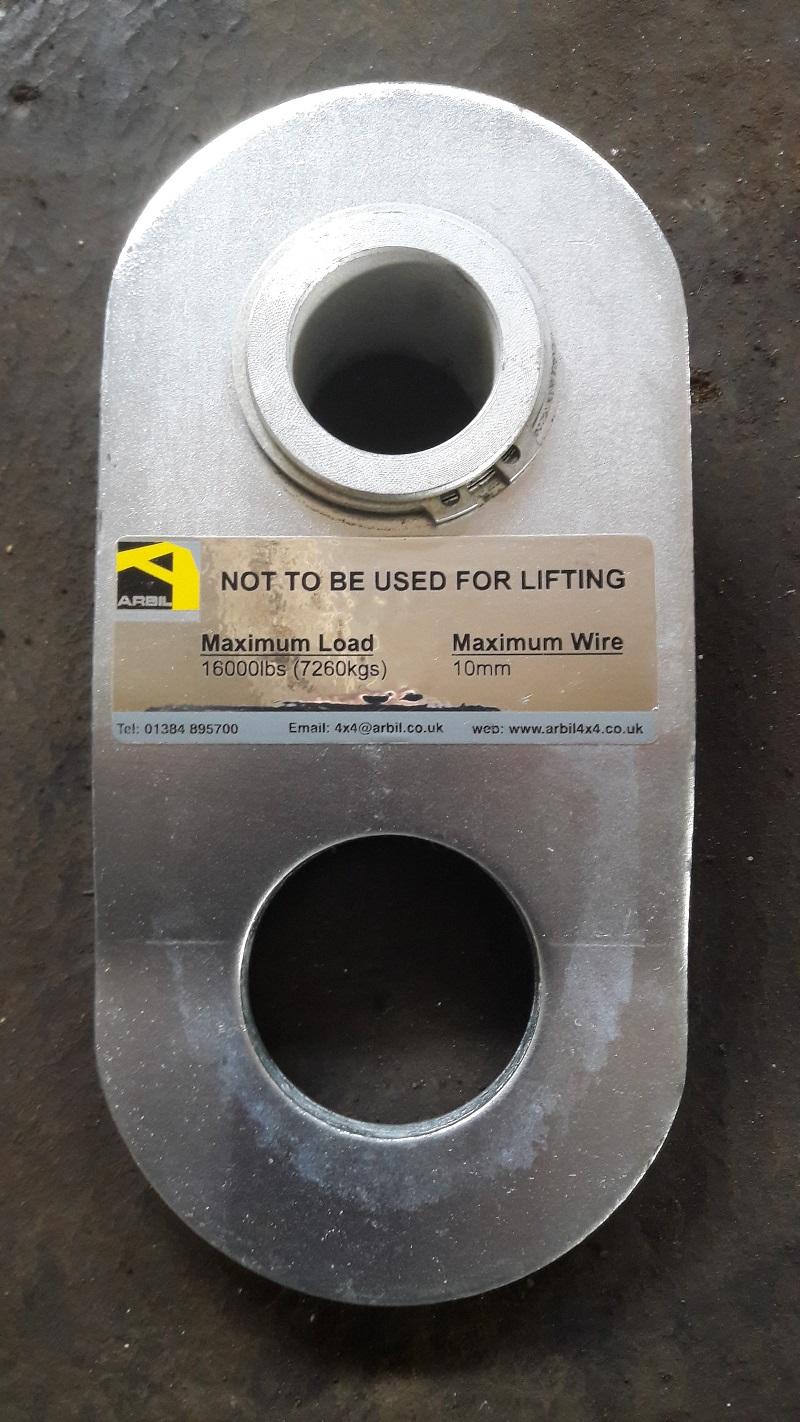 NOT TO BE USED FOR LIFTING
ARBIL
Maximum Load Maximum Wire
16000lbs (7260kgs) 10mm
Tel: 01384 895700 Email: 4x4@arbil.co.uk web: www.arbil4x4.co.uk